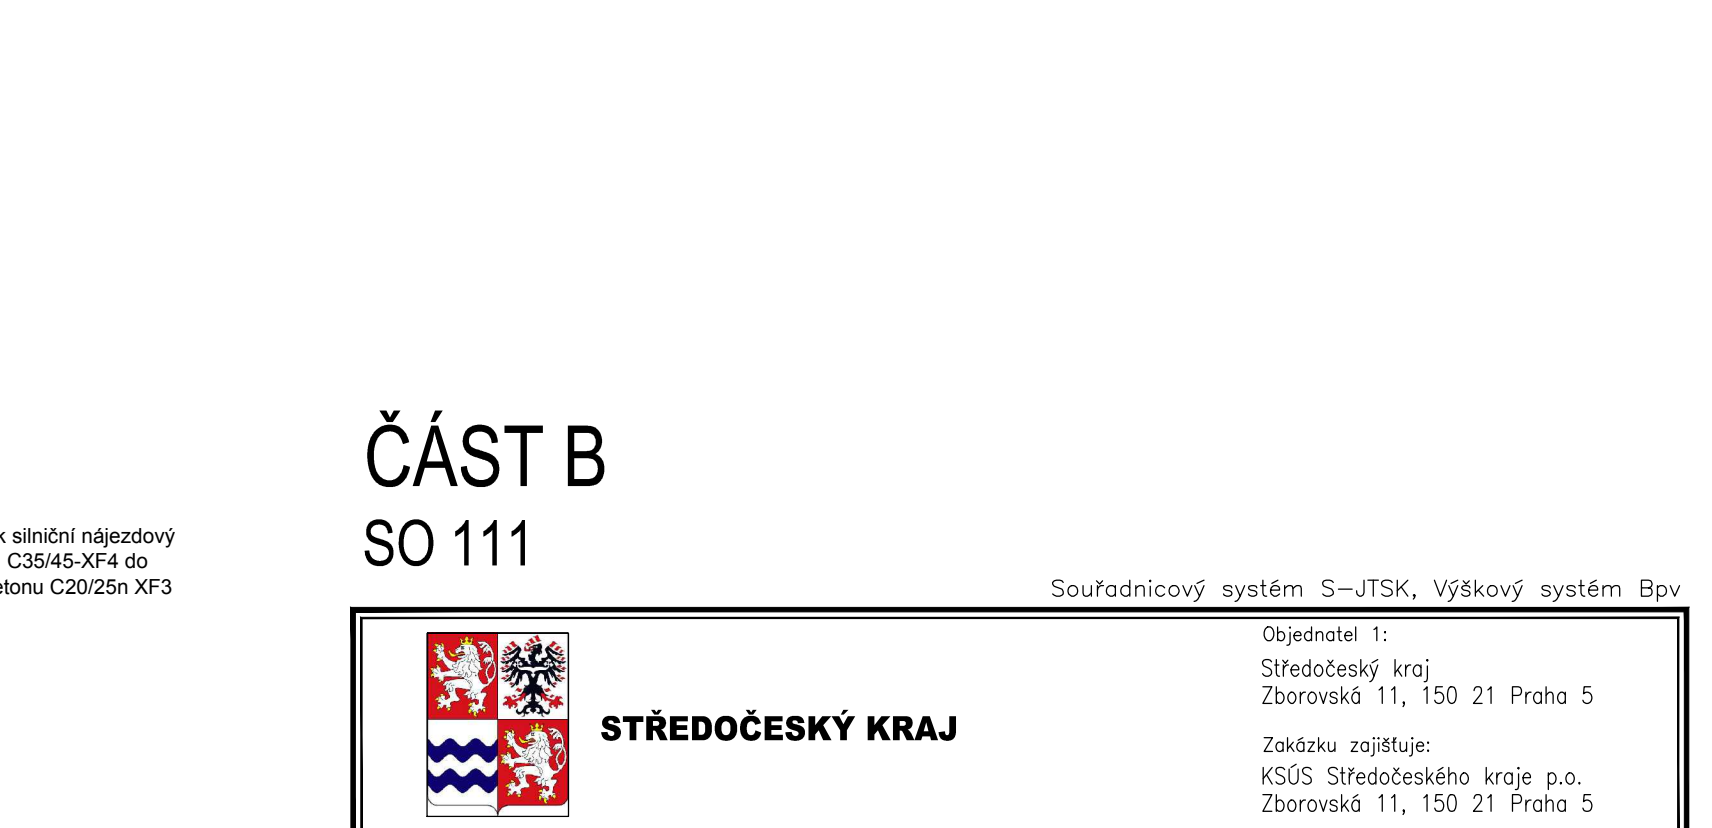 ČÁST B
SO 111
k silniční nájezdový
C35/45-XF4 do
etonu C20/25n XF3
Souřadnicový systém S-JTSK, Výškový systém Bpv
STŘEDOČESKÝ KRAJ
Objednatel 1:
Středočeský kraj
Zborovská 11, 150 21 Praha 5
Zakázku zajišťuje:
KSÚS Středočeského kraje p.o.
Zborovská 11, 150 21 Praha 5